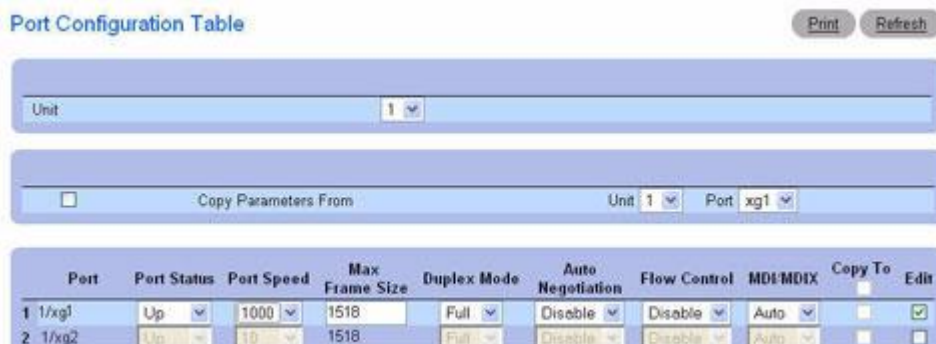 Port Configuration Table Print Refresh
Unit 1
Copy Parameters From Unit 1 Port xg1
Port Port Status Port Speed Max Frame Size Duplex Mode Auto Negotiation Flow Control MDI/MDIX Copy To Edit
1 1/xg1 Up 1000 1518 Full Disable Disable Auto
2 1/xg2 Up 10 1518 Full Disable Disable Auto